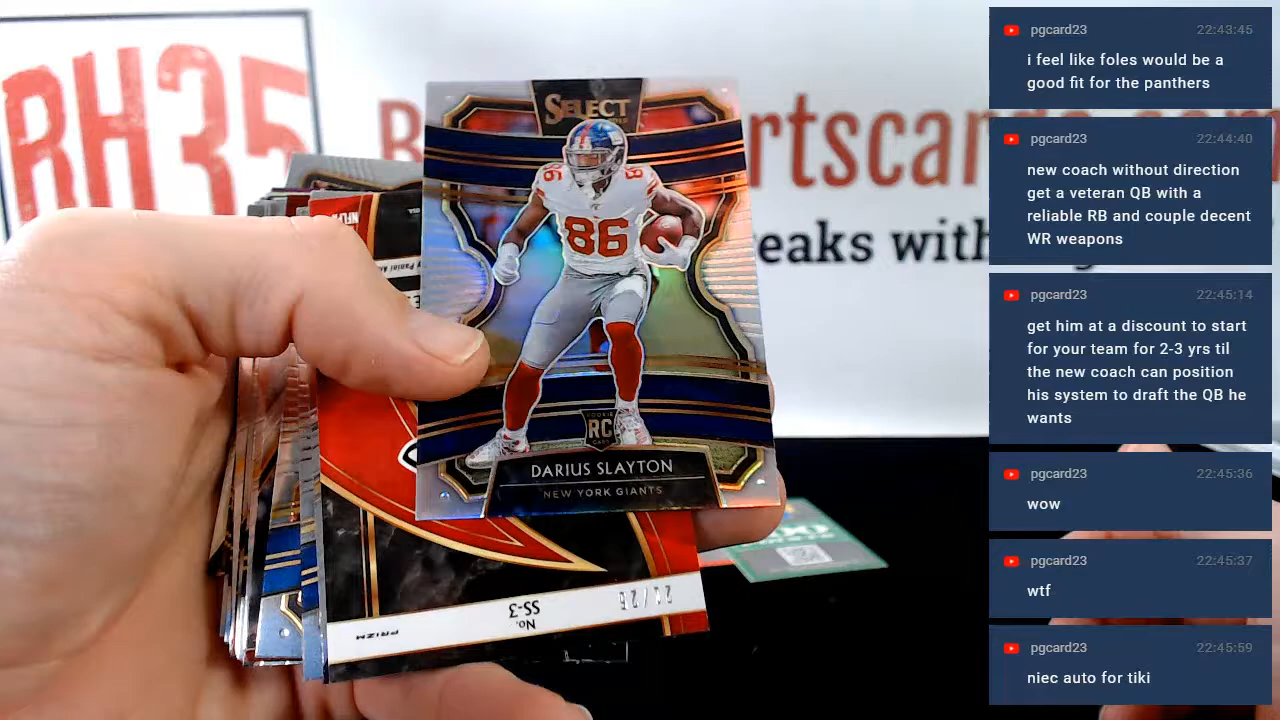 RH35
rtscards.com
eaks with
SELECT
86
86
RC
DARIUS SLAYTON
NEW YORK GIANTS
No.
SS-3
PRIZM
pgcard23 22:43:45
i feel like foles would be a
good fit for the panthers
pgcard23 22:44:40
new coach without direction
get a veteran QB with a
reliable RB and couple decent
WR weapons
pgcard23 22:45:14
get him at a discount to start
for your team for 2-3 yrs til
the new coach can position
his system to draft the QB he
wants
pgcard23 22:45:36
wow
pgcard23 22:45:37
wtf
pgcard23 22:45:59
niec auto for tiki